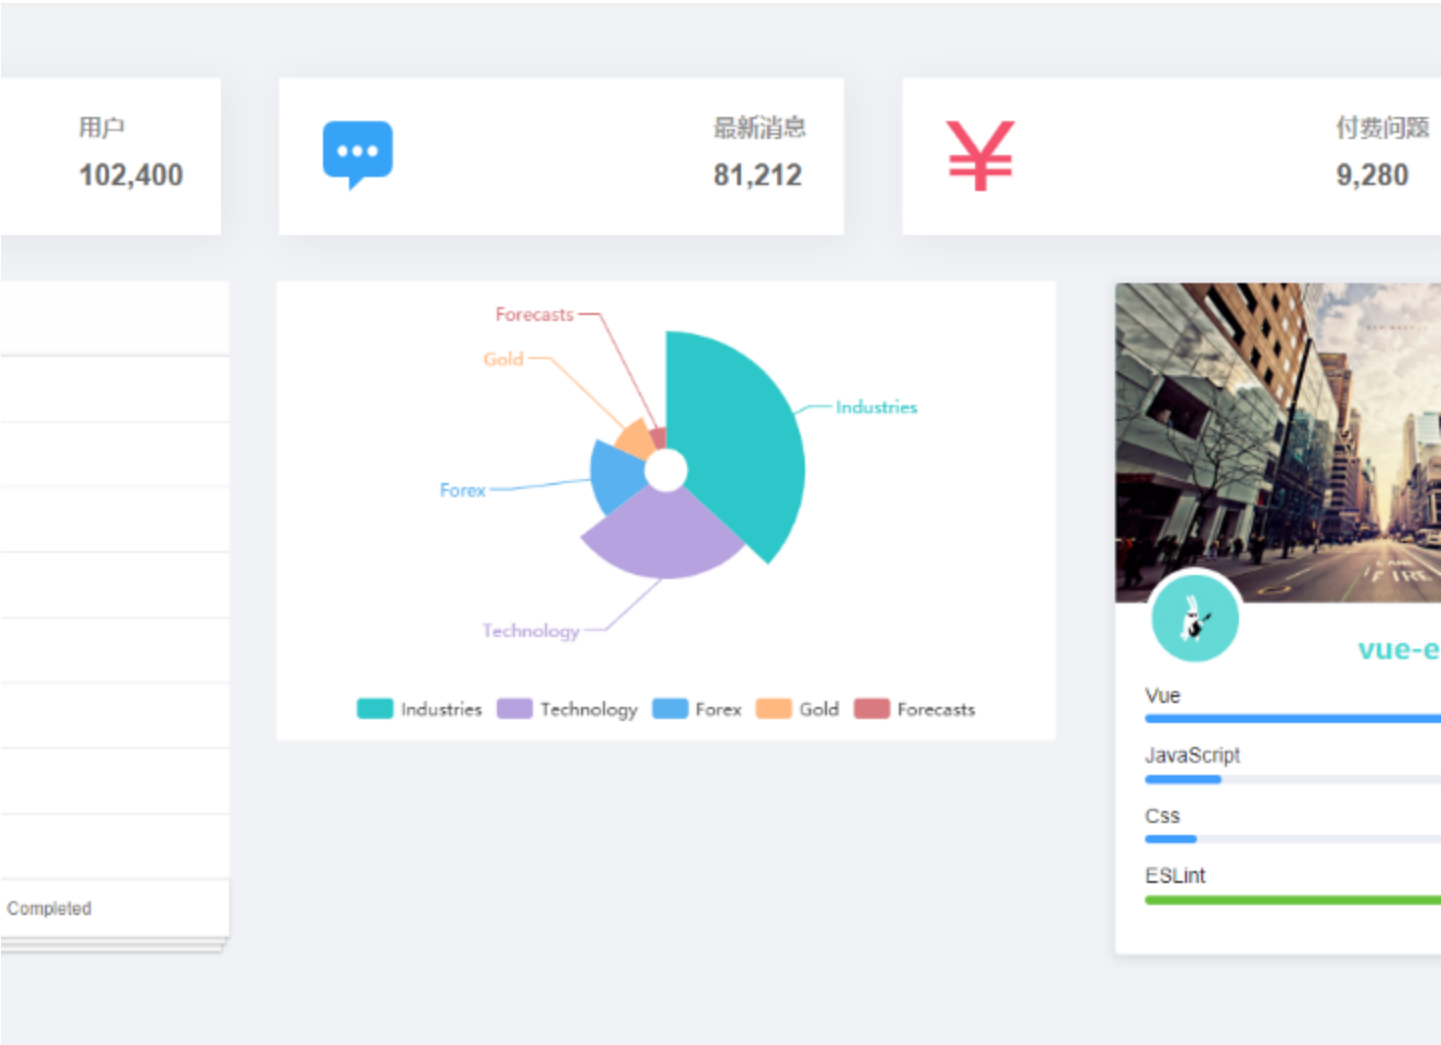 用户
102,400
最新消息
81,212
付费问题
9,280
Forecasts
Gold
Industries
Forex
Technology
Industries
Technology
Forex
Gold
Forecasts
Completed
FIRE
vue-e
Vue
JavaScript
Css
ESLint